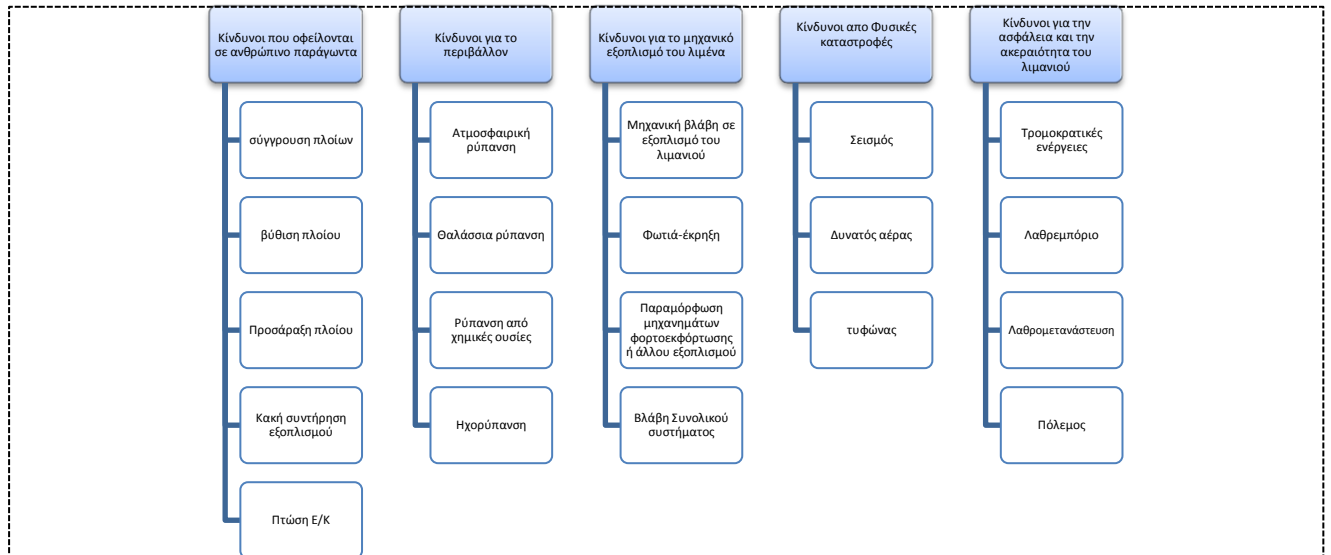 Κίνδυνοι που οφείλονται
σε ανθρώπινο παράγωντα
σύγγρουση πλοίων
βύθιση πλοίου
Προσάραξη πλοίου
Κακή συντήρηση
εξοπλισμού
Πτώση Ε/Κ
Κίνδυνοι για το
περιβάλλον
Ατμοσφαιρική
ρύπανση
Θαλάσσια ρύπανση
Ρύπανση από
χημικές ουσίες
Ηχορύπανση
Κίνδυνοι για το μηχανικό
εξοπλισμό του λιμένα
Μηχανική βλάβη σε
εξοπλισμό του
λιμανιού
Φωτιά-έκρηξη
Παραμόρφωση
μηχανημάτων
φορτοεκφόρτωσης
ή άλλου εξοπλισμού
Βλάβη Συνολικού
συστήματος
Κίνδυνοι απο Φυσικές
καταστροφές
Σεισμός
Δυνατός αέρας
τυφώνας
Κίνδυνοι για την
ασφάλεια και την
ακεραιότητα του
λιμανιού
Τρομοκρατικές
ενέργειες
Λαθρεμπόριο
Λαθρομετανάστευση
Πόλεμος